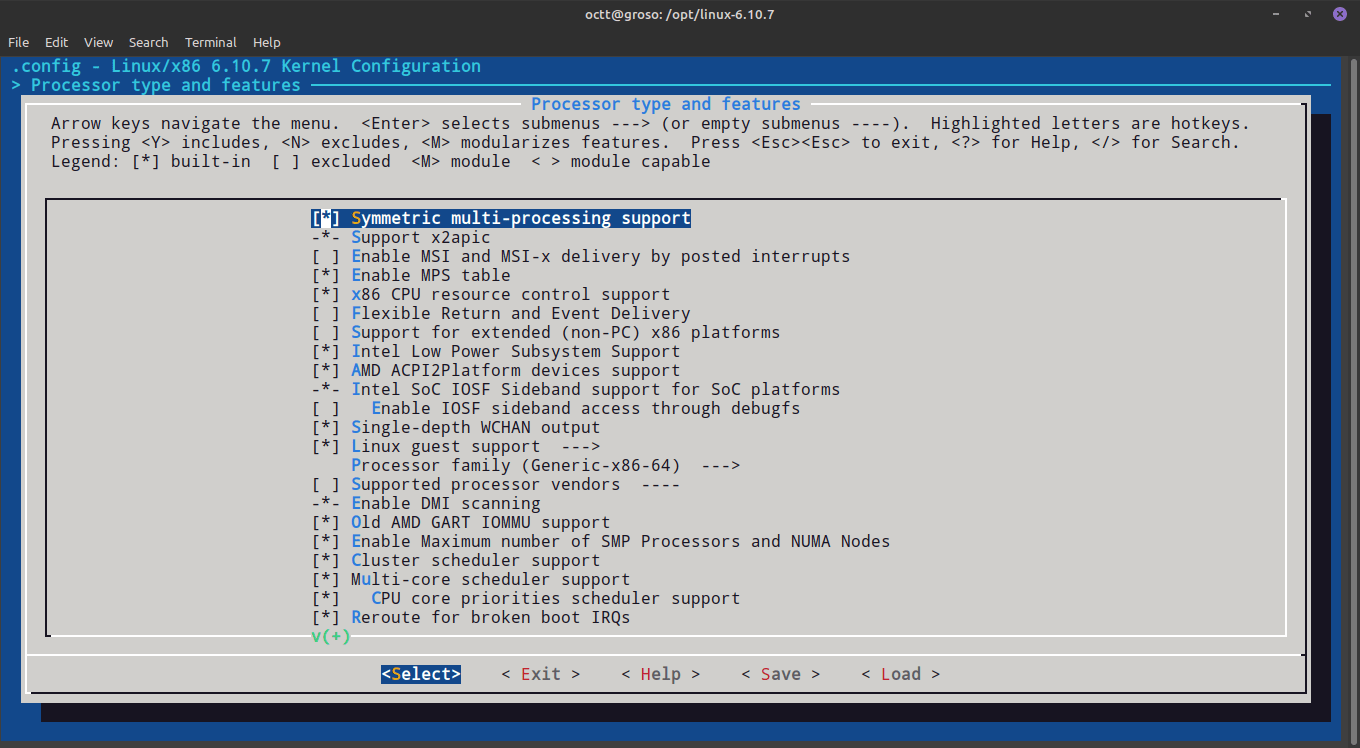 octt@groso: /opt/linux-6.10.7
File Edit View Search Terminal Help
.config - Linux/x86 6.10.7 Kernel Configuration
> Processor type and features
Processor type and features
Arrow keys navigate the menu.  <Enter> selects submenus ---> (or empty submenus ----).  Highlighted letters are hotkeys.
Pressing <Y> includes, <N> excludes, <M> modularizes features.  Press <Esc><Esc> to exit, <?> for Help, </> for Search.
Legend: [*] built-in  [ ] excluded  <M> module  < > module capable
[*] Symmetric multi-processing support
-*- Support x2apic
[ ] Enable MSI and MSI-x delivery by posted interrupts
[*] Enable MPS table
[*] x86 CPU resource control support
[ ] Flexible Return and Event Delivery
[ ] Support for extended (non-PC) x86 platforms
[*] Intel Low Power Subsystem Support
[*] AMD ACPI2Platform devices support
-*- Intel SoC IOSF Sideband support for SoC platforms
[ ]   Enable IOSF sideband access through debugfs
[*] Single-depth WCHAN output
[*] Linux guest support  --->
Processor family (Generic-x86-64)  --->
[ ] Supported processor vendors  ----
-*- Enable DMI scanning
[*] Old AMD GART IOMMU support
[*] Enable Maximum number of SMP Processors and NUMA Nodes
[*] Cluster scheduler support
[*] Multi-core scheduler support
[*]   CPU core priorities scheduler support
[*] Reroute for broken boot IRQs
v(+)
<Select>    < Exit >    < Help >    < Save >    < Load >